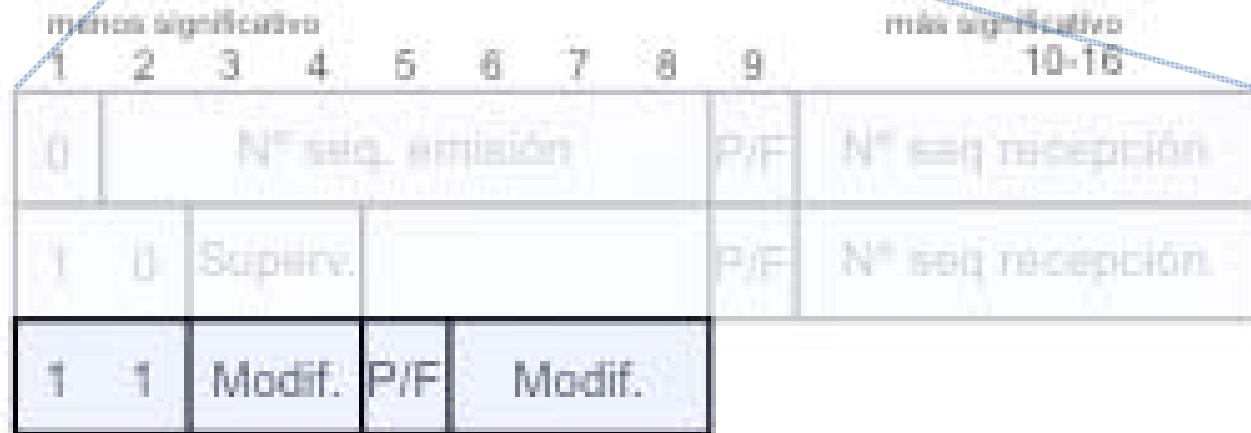 menos significativo más significativo
1 2 3 4 5 6 7 8 9 10-16
0 Nº seq. emisión P/F Nº seq recepción
1 0 Superv. P/F Nº seq recepción
1 1 Modif. P/F Modif.